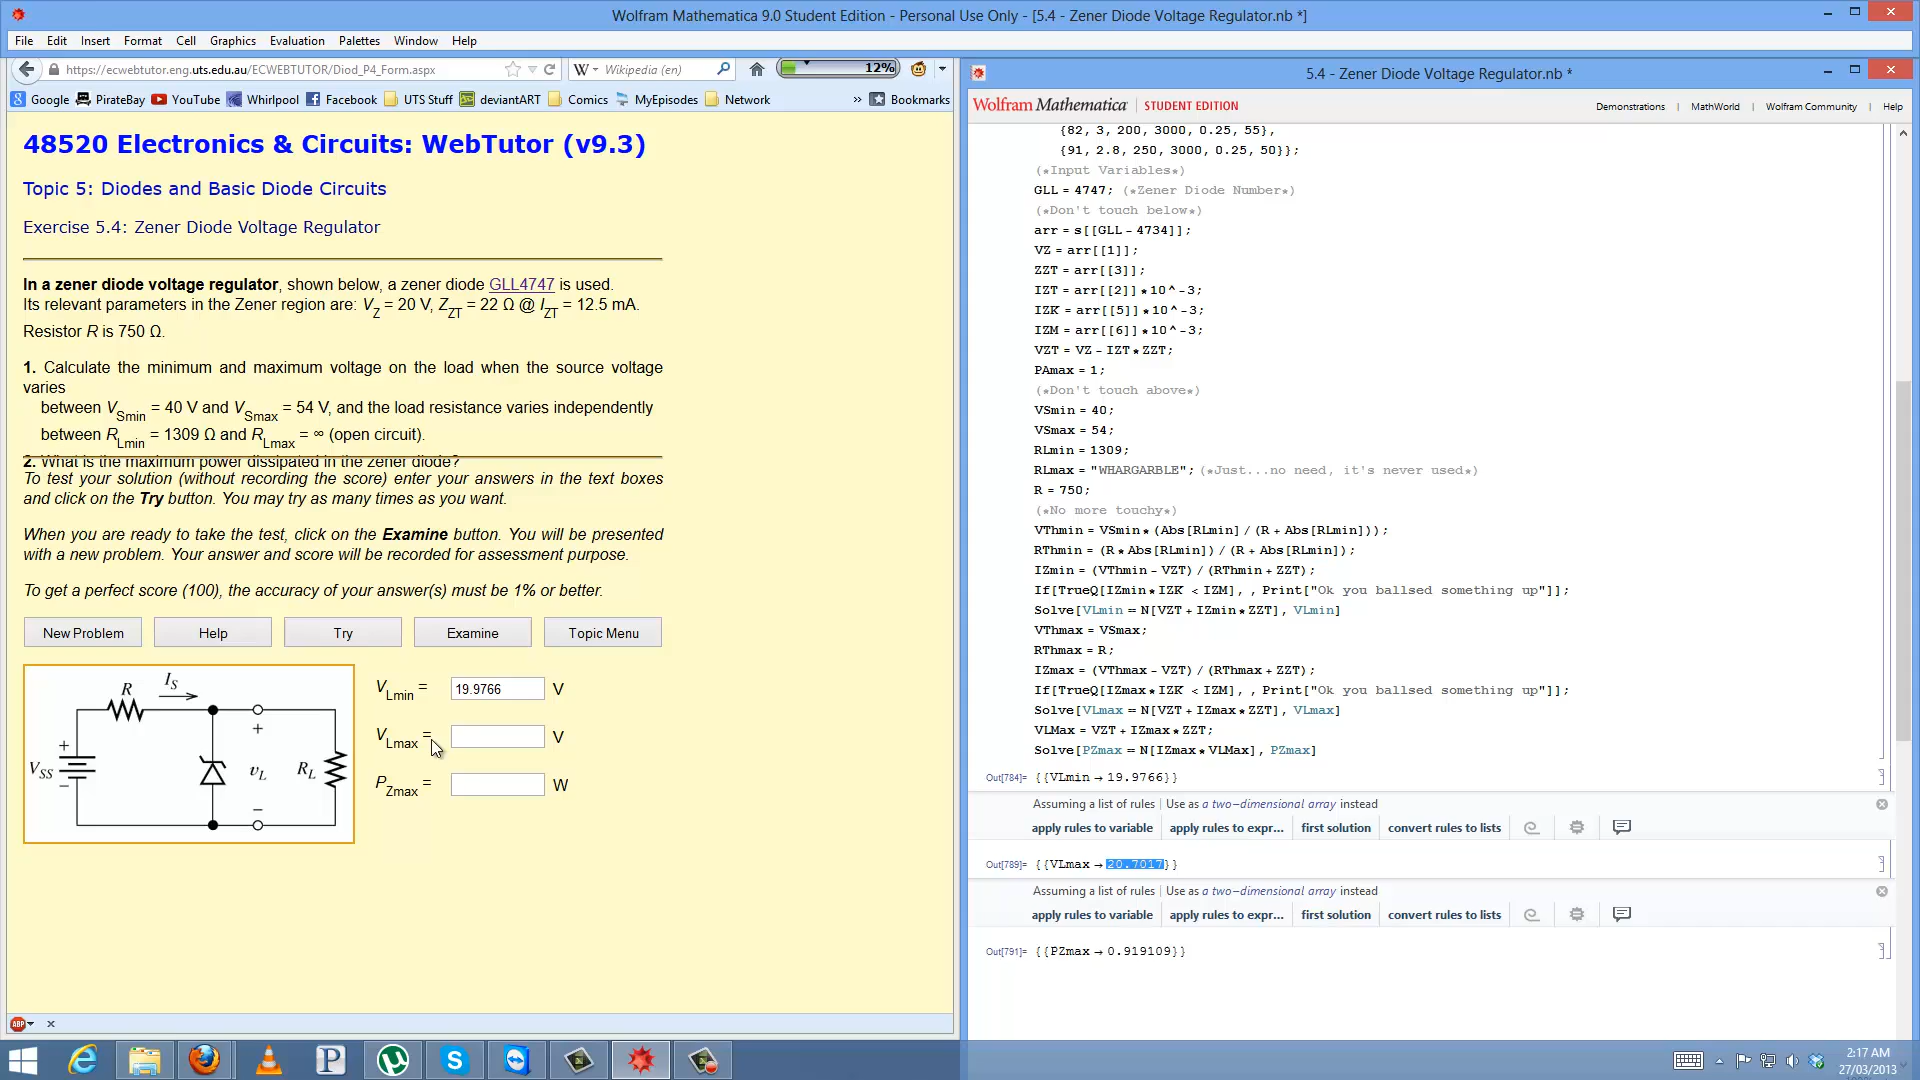 Wolfram Mathematica 9.0 Student Edition - Personal Use Only - [5.4 - Zener Diode Voltage Regulator.nb *]
File Edit Insert Format Cell Graphics Evaluation Palettes Window Help
https://ecwebtutor.eng.uts.edu.au/ECWEBTUTOR/Diod_P4_Form.aspx
W Wikipedia (en)
12%
Google PirateBay YouTube Whirlpool Facebook UTS Stuff deviantART Comics MyEpisodes Network » Bookmarks
48520 Electronics & Circuits: WebTutor (v9.3)
Topic 5: Diodes and Basic Diode Circuits
Exercise 5.4: Zener Diode Voltage Regulator
In a zener diode voltage regulator, shown below, a zener diode GLL4747 is used.
Its relevant parameters in the Zener region are: VZ = 20 V, ZZT = 22 Ω @ IZT = 12.5 mA.
Resistor R is 750 Ω.
1. Calculate the minimum and maximum voltage on the load when the source voltage
varies
between VSmin = 40 V and VSmax = 54 V, and the load resistance varies independently
between RLmin = 1309 Ω and RLmax = ∞ (open circuit).
2. What is the maximum power dissipated in the zener diode?
To test your solution (without recording the score) enter your answers in the text boxes
and click on the Try button. You may try as many times as you want.
When you are ready to take the test, click on the Examine button. You will be presented
with a new problem. Your answer and score will be recorded for assessment purpose.
To get a perfect score (100), the accuracy of your answer(s) must be 1% or better.
New Problem Help Try Examine Topic Menu
R IS
+
VSS
−
+
vL
−
RL
VLmin = 19.9766 V
VLmax = V
PZmax = W
ABP
5.4 - Zener Diode Voltage Regulator.nb *
Wolfram Mathematica | STUDENT EDITION
Demonstrations | MathWorld | Wolfram Community | Help
{82, 3, 200, 3000, 0.25, 55},
{91, 2.8, 250, 3000, 0.25, 50}};
(*Input Variables*)
GLL = 4747; (*Zener Diode Number*)
(*Don't touch below*)
arr = s[[GLL - 4734]];
VZ = arr[[1]];
ZZT = arr[[3]];
IZT = arr[[2]] * 10^-3;
IZK = arr[[5]] * 10^-3;
IZM = arr[[6]] * 10^-3;
VZT = VZ - IZT * ZZT;
PAmax = 1;
(*Don't touch above*)
VSmin = 40;
VSmax = 54;
RLmin = 1309;
RLmax = "WHARGARBLE"; (*Just...no need, it's never used*)
R = 750;
(*No more touchy*)
VThmin = VSmin * (Abs[RLmin] / (R + Abs[RLmin]));
RThmin = (R * Abs[RLmin]) / (R + Abs[RLmin]);
IZmin = (VThmin - VZT) / (RThmin + ZZT);
If[TrueQ[IZmin * IZK < IZM], , Print["Ok you ballsed something up"]];
Solve[VLmin == N[VZT + IZmin * ZZT], VLmin]
VThmax = VSmax;
RThmax = R;
IZmax = (VThmax - VZT) / (RThmax + ZZT);
If[TrueQ[IZmax * IZK < IZM], , Print["Ok you ballsed something up"]];
Solve[VLmax == N[VZT + IZmax * ZZT], VLmax]
VLMax = VZT + IZmax * ZZT;
Solve[PZmax == N[IZmax * VLMax], PZmax]
Out[784]= {{VLmin → 19.9766}}
Assuming a list of rules | Use as a two-dimensional array instead
apply rules to variable apply rules to expr... first solution convert rules to lists
Out[789]= {{VLmax → 20.7017}}
Assuming a list of rules | Use as a two-dimensional array instead
apply rules to variable apply rules to expr... first solution convert rules to lists
Out[791]= {{PZmax → 0.919109}}
2:17 AM
27/03/2013